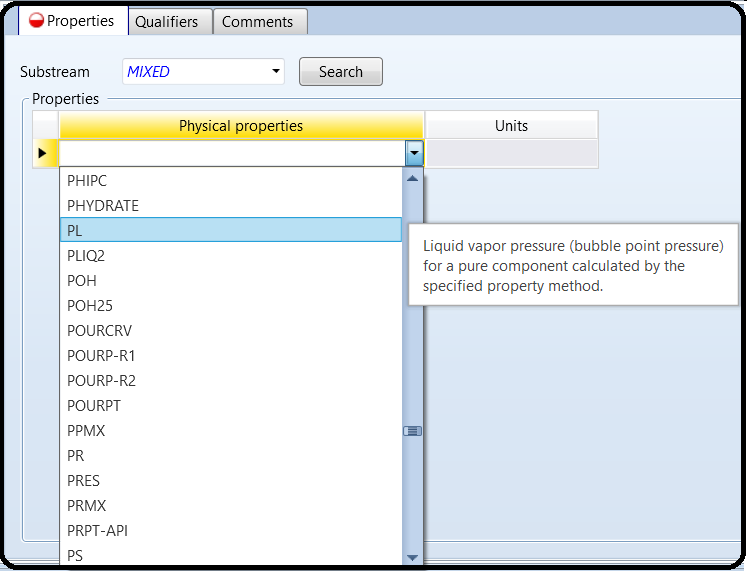 Properties Qualifiers Comments
Substream MIXED Search
Properties
Physical properties Units
PHIPC
PHYDRATE
PL
PLIQ2
POH
POH25
POURCRV
POURP-R1
POURP-R2
POURPT
PPMX
PR
PRES
PRMX
PRPT-API
PS
Liquid vapor pressure (bubble point pressure)
for a pure component calculated by the
specified property method.